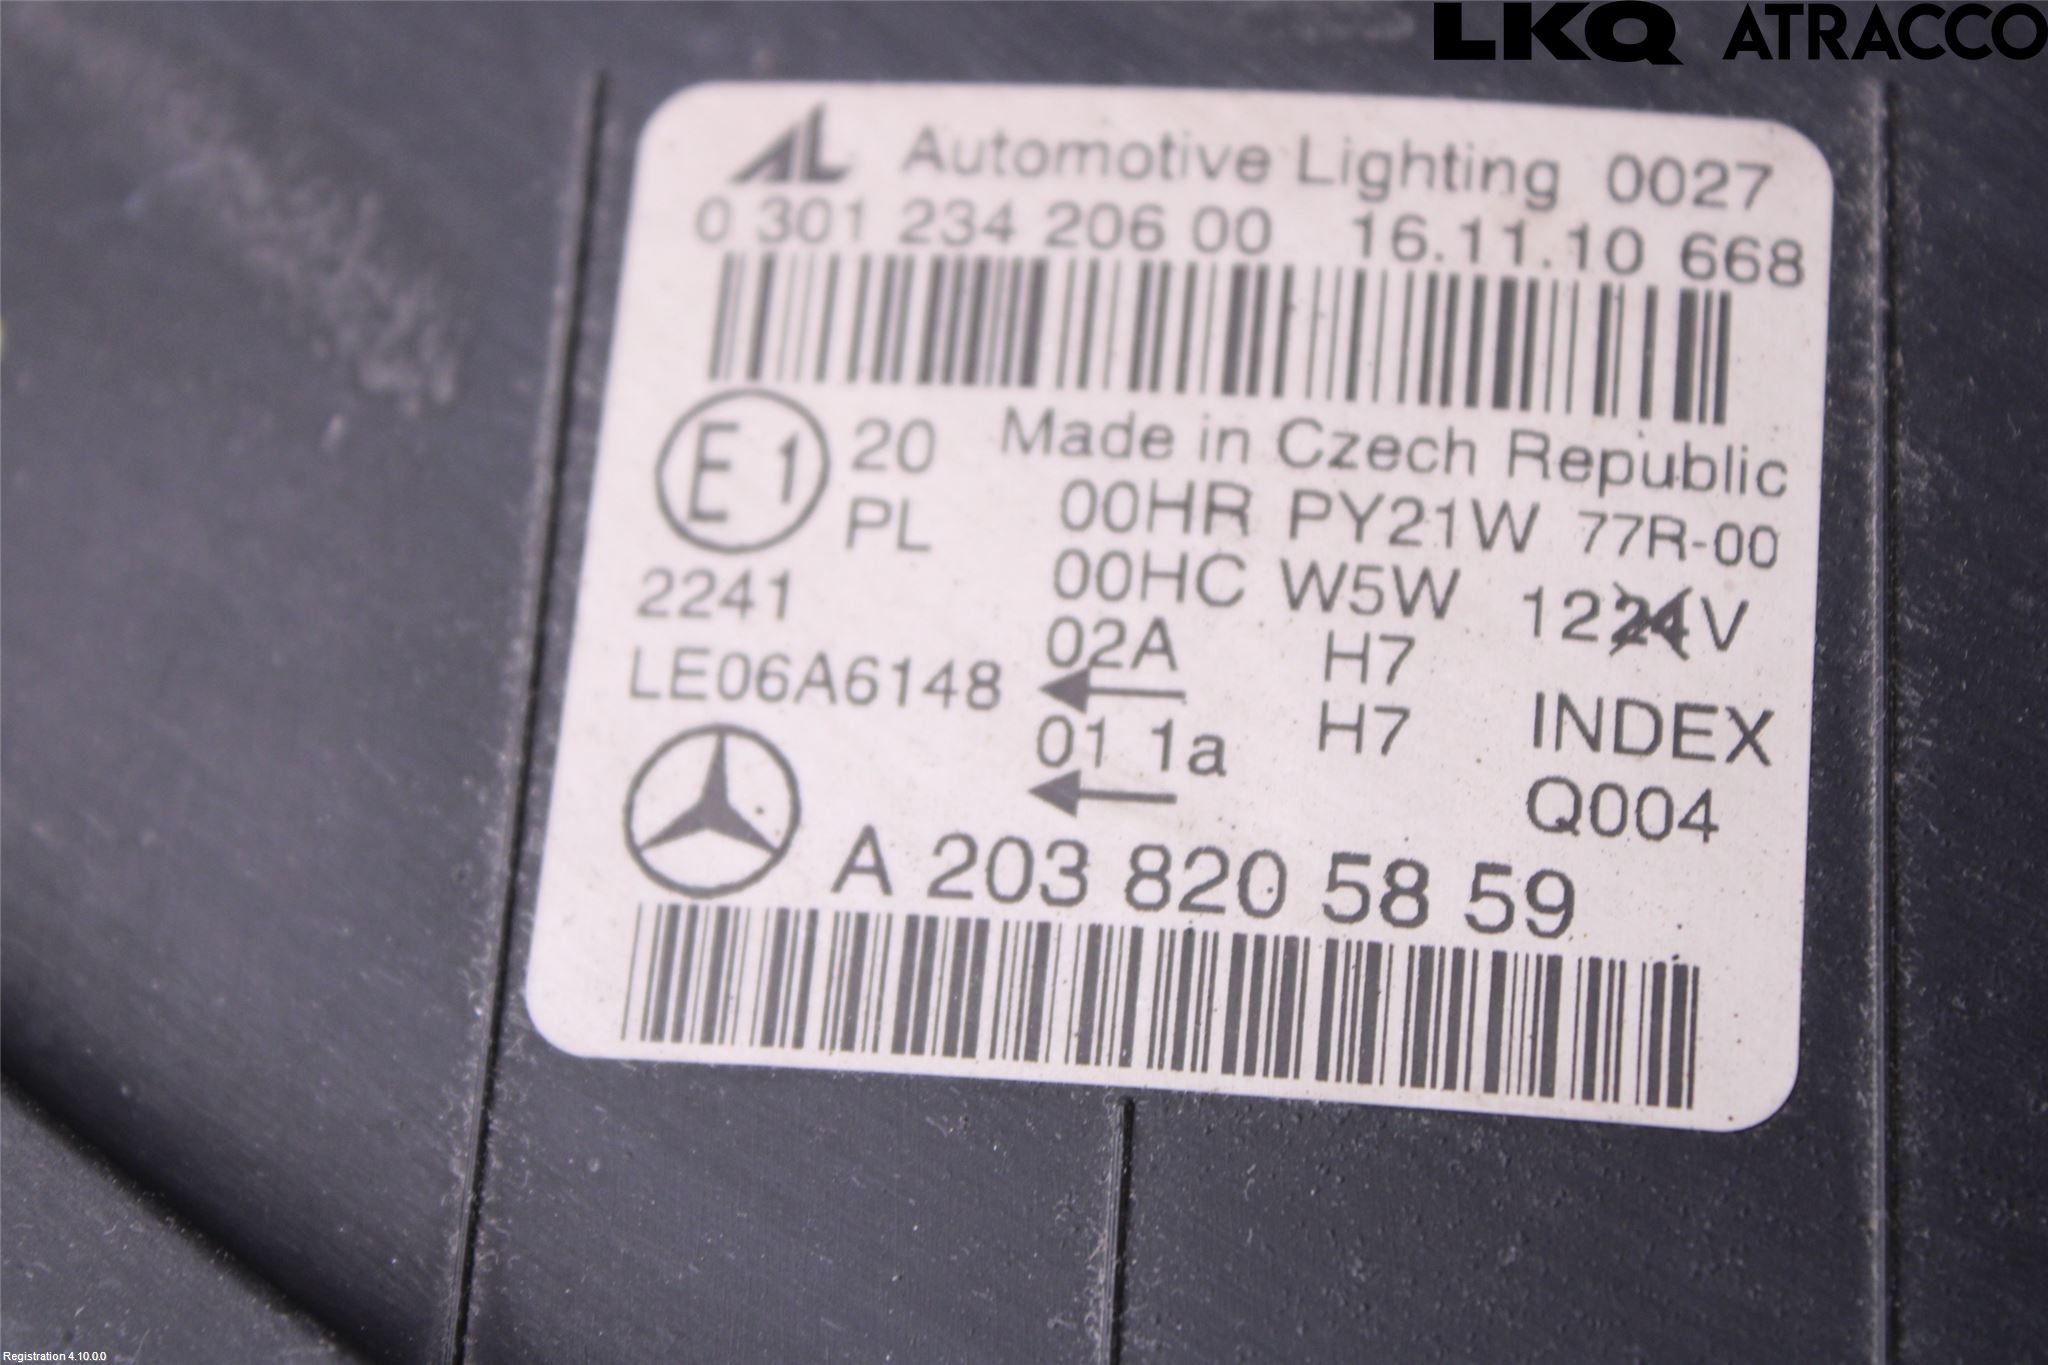 LKQ ATRACCO
AL Automotive Lighting 0027
0 301 234 206 00 16.11.10 668
E1 20 Made in Czech Republic
PL 00HR PY21W 77R-00
2241 00HC W5W 1224V
02A H7
LE06A6148
01 1a H7 INDEX
Q004
A 203 820 58 59
Registration 4.10.0.0